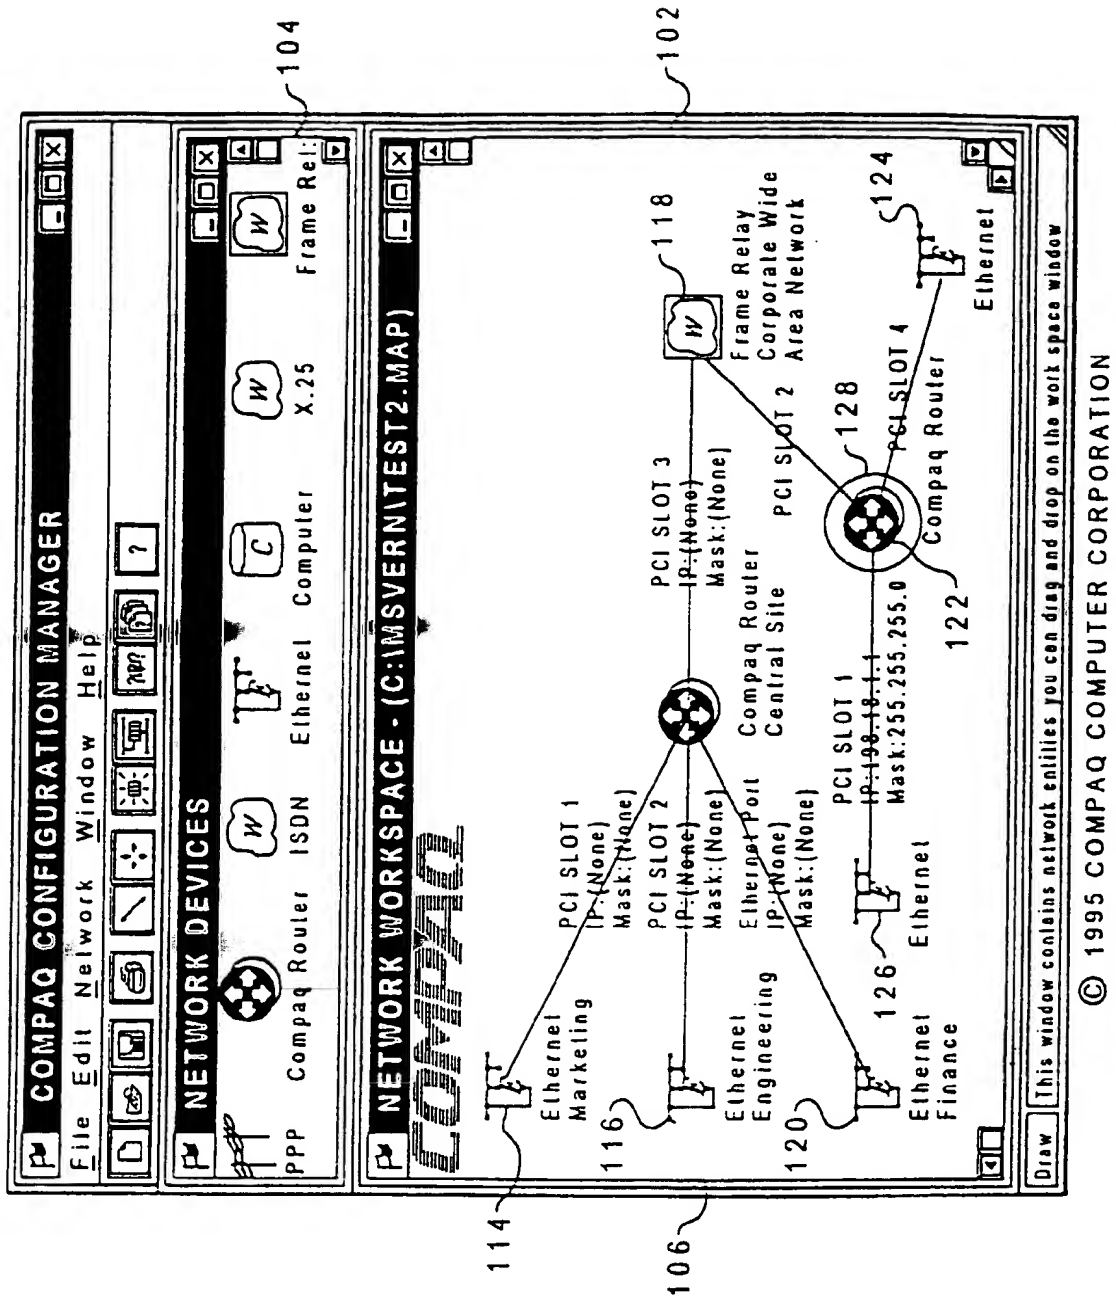 COMPAQ CONFIGURATION MANAGER
File Edit Network Window Help
?
NETWORK DEVICES
104
PPP
Compaq Router
W
ISDN
E
Ethernet
C
Computer
W
X.25
W
Frame Rel
NETWORK WORKSPACE - (C:\MSVERN\TEST2.MAP)
102
COMPAQ
114
E
Ethernet
Marketing
PCI SLOT 1
IP:(None)
Mask:(None)
116
E
Ethernet
Engineering
PCI SLOT 2
IP:(None)
Mask:(None)
120
E
Ethernet
Finance
Ethernet Port
IP:(None)
Mask:(None)
Compaq Router
Central Site
PCI SLOT 3
IP:(None)
Mask:(None)
118
W
Frame Relay
Corporate Wide
Area Network
PCI SLOT 2
128
PCI SLOT 4
Compaq Router
122
PCI SLOT 1
IP:198.18.1.1
Mask:255.255.255.0
126
E
Ethernet
124
E
Ethernet
106
Draw
This window contains network entities you can drag and drop on the work space window
© 1995 COMPAQ COMPUTER CORPORATION